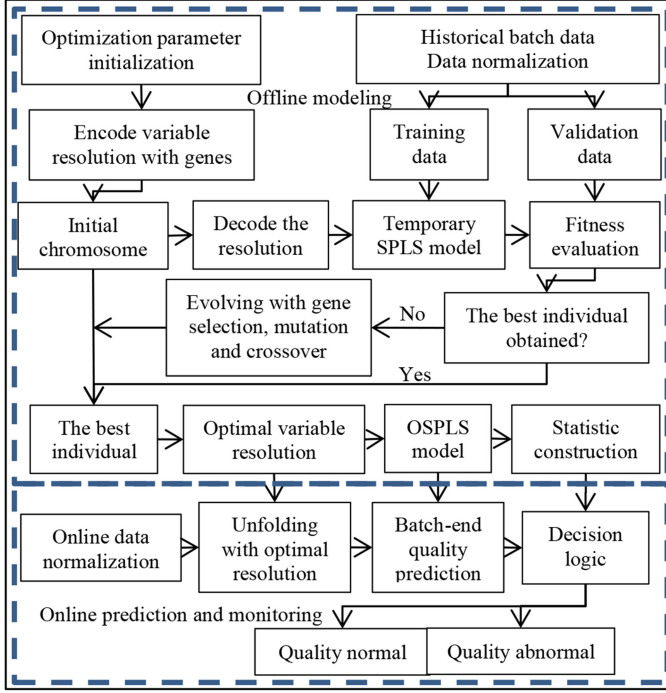 Optimization parameter
initialization
Historical batch data
Data normalization
Offline modeling
Encode variable
resolution with genes
Training
data
Validation
data
Initial
chromosome
Decode the
resolution
Temporary
SPLS model
Fitness
evaluation
Evolving with gene
selection, mutation
and crossover
No
The best individual
obtained?
Yes
The best
individual
Optimal variable
resolution
OSPLS
model
Statistic
construction
Online data
normalization
Unfolding
with optimal
resolution
Batch-end
quality
prediction
Decision
logic
Online prediction and monitoring
Quality normal
Quality abnormal